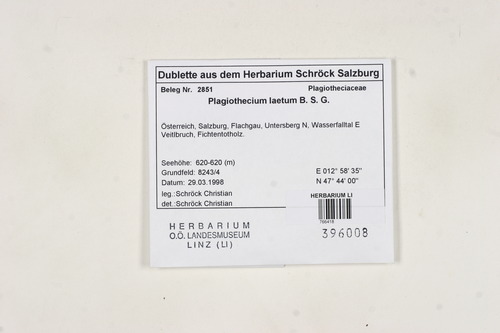 Dublette aus dem Herbarium Schröck Salzburg
Beleg Nr. 2851 Plagiotheciaceae
Plagiothecium laetum B. S. G.
Österreich, Salzburg, Flachgau, Untersberg N, Wasserfalltal E
Veitlbruch, Fichtentotholz.
Seehöhe: 620-620 (m)
Grundfeld: 8243/4 E 012° 58' 35"
Datum: 29.03.1998 N 47° 44' 00"
leg.:Schröck Christian HERBARIUM LI
det.:Schröck Christian
766418
HERBARIUM
O.Ö. LANDESMUSEUM
LINZ (LI)
396008